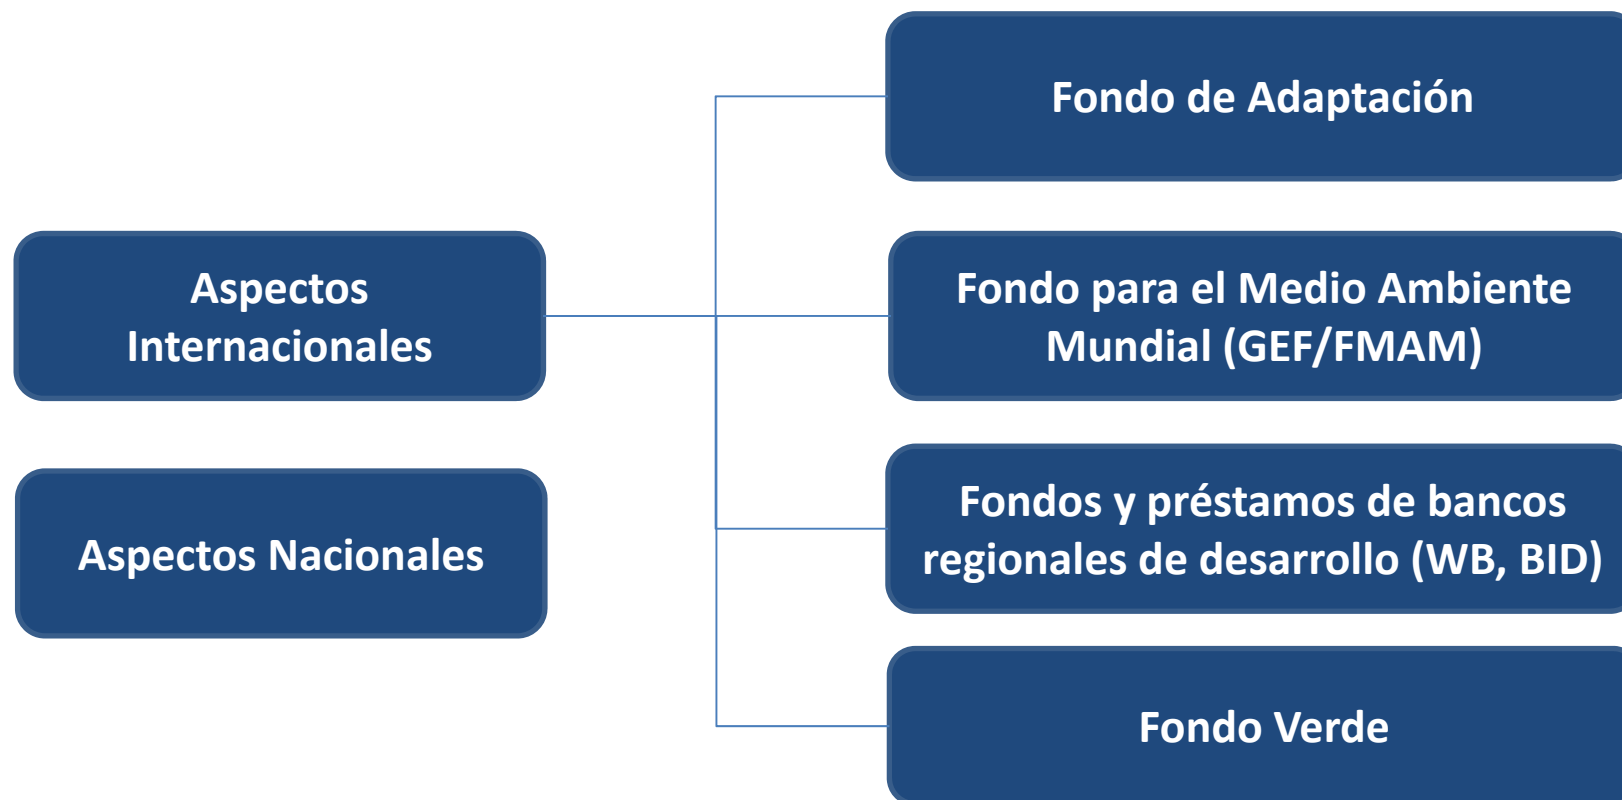 Aspectos
Internacionales
Aspectos Nacionales
Fondo de Adaptación
Fondo para el Medio Ambiente
Mundial (GEF/FMAM)
Fondos y préstamos de bancos
regionales de desarrollo (WB, BID)
Fondo Verde